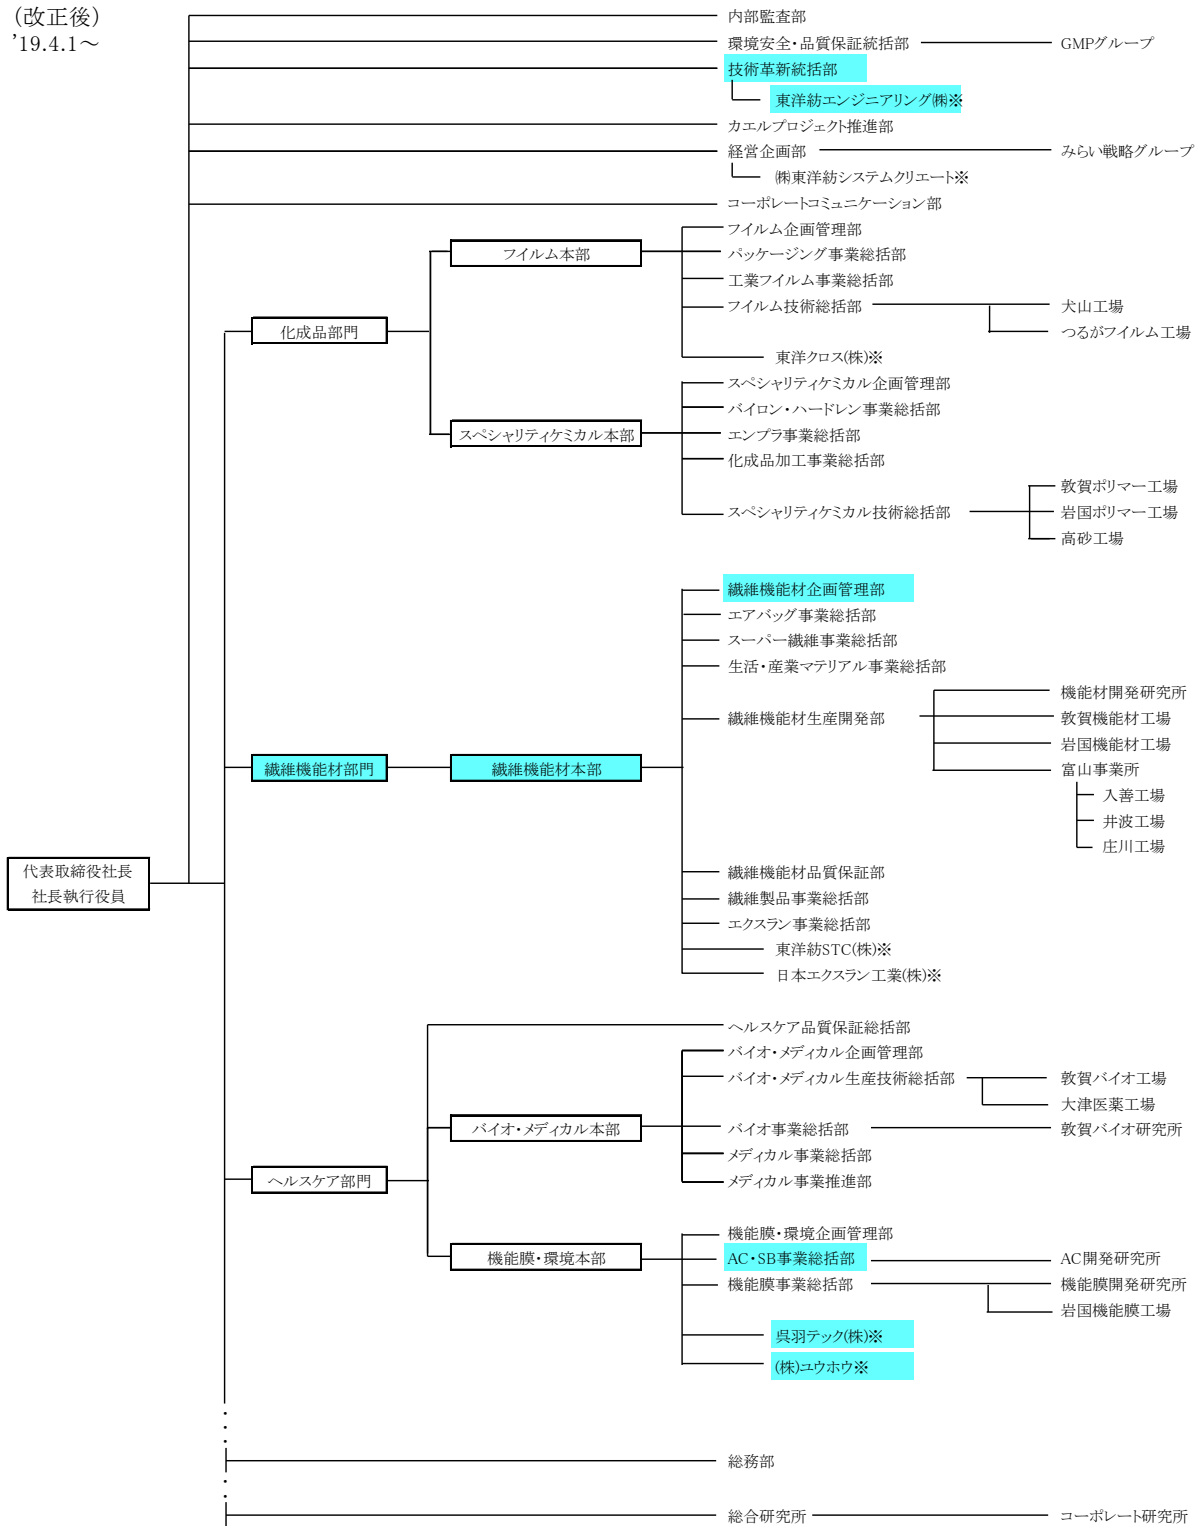 (改正後)
’19.4.1～
内部監査部
環境安全・品質保証統括部
GMPグループ
技術革新統括部
東洋紡エンジニアリング㈱※
カエルプロジェクト推進部
経営企画部
みらい戦略グループ
㈱東洋紡システムクリエート※
コーポレートコミュニケーション部
フイルム企画管理部
フイルム本部
パッケージング事業総括部
工業フイルム事業総括部
フイルム技術総括部
犬山工場
化成品部門
つるがフイルム工場
東洋クロス(株)※
スペシャリティケミカル企画管理部
バイロン・ハードレン事業総括部
スペシャリティケミカル本部
エンプラ事業総括部
化成品加工事業総括部
敦賀ポリマー工場
スペシャリティケミカル技術総括部
岩国ポリマー工場
高砂工場
繊維機能材企画管理部
エアバッグ事業総括部
スーパー繊維事業総括部
生活・産業マテリアル事業総括部
機能材開発研究所
繊維機能材生産開発部
敦賀機能材工場
岩国機能材工場
繊維機能材部門
繊維機能材本部
富山事業所
入善工場
井波工場
庄川工場
代表取締役社長
社長執行役員
繊維機能材品質保証部
繊維製品事業総括部
エクスラン事業総括部
東洋紡STC(株)※
日本エクスラン工業(株)※
ヘルスケア品質保証総括部
バイオ・メディカル企画管理部
バイオ・メディカル生産技術総括部
敦賀バイオ工場
大津医薬工場
バイオ・メディカル本部
バイオ事業総括部
敦賀バイオ研究所
メディカル事業総括部
ヘルスケア部門
メディカル事業推進部
機能膜・環境企画管理部
機能膜・環境本部
AC・SB事業総括部
AC開発研究所
機能膜事業総括部
機能膜開発研究所
岩国機能膜工場
呉羽テック(株)※
(株)ユウホウ※
総務部
総合研究所
コーポレート研究所